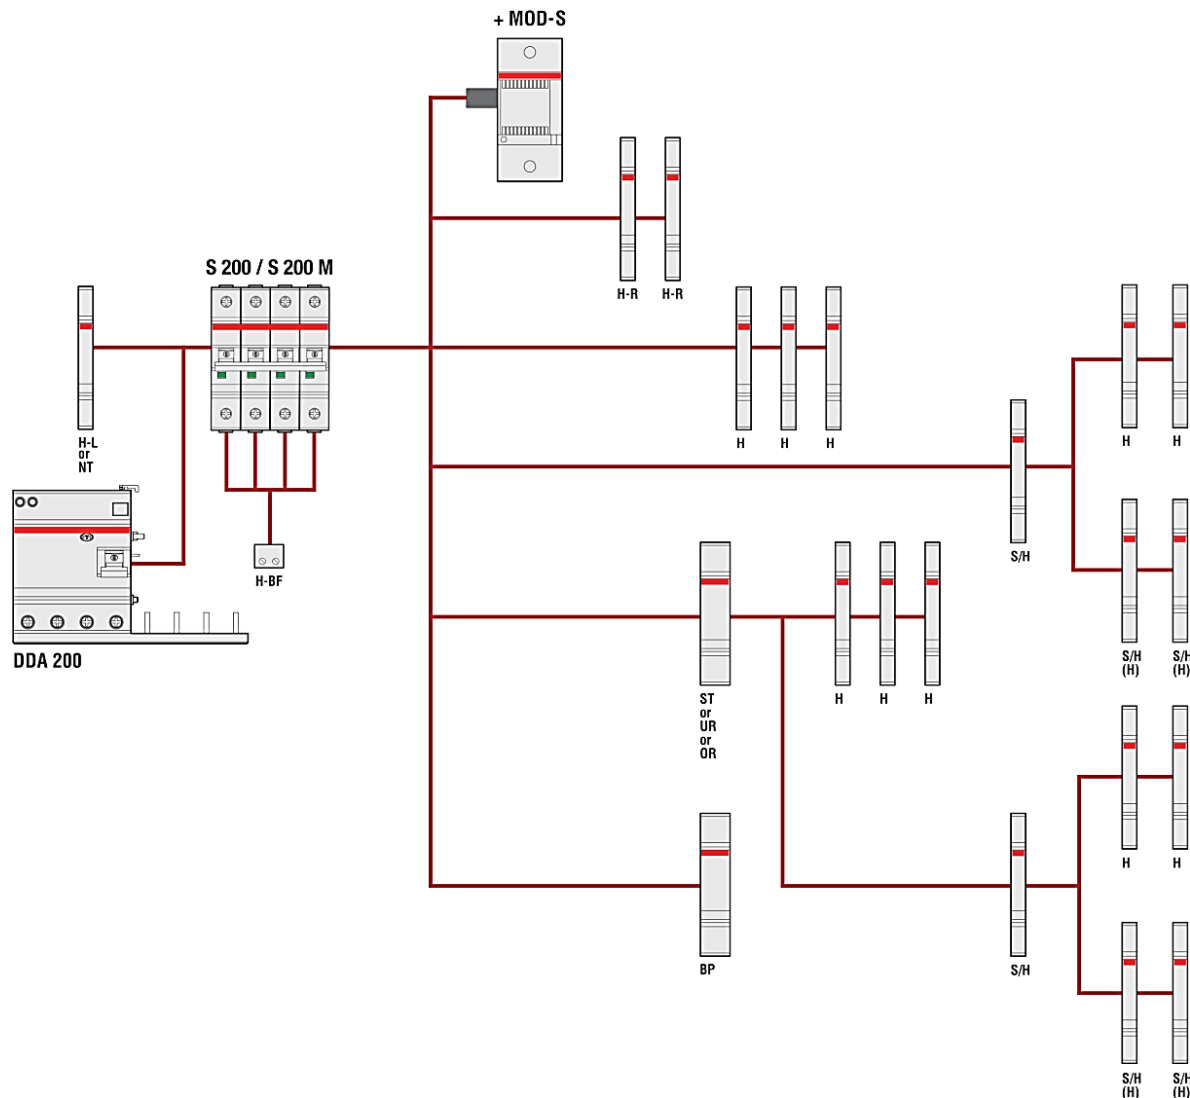 + MOD-S
H-R H-R
S 200 / S 200 M
H-L
or
NT
H H H
H H
H-BF
S/H
DDA 200
S/H S/H
(H) (H)
ST
or
UR
or
OR
H H H
H H
BP
S/H
S/H S/H
(H) (H)